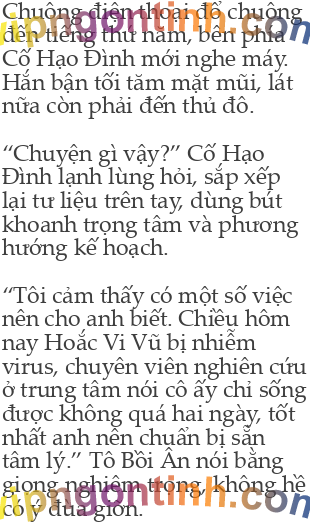 Chuông điện thoại đổ chuông
đến tiếng thứ năm, bên phía
Cố Hạo Đình mới nghe máy.
Hắn bận tối tăm mặt mũi, lát
nữa còn phải đến thủ đô.
“Chuyện gì vậy?” Cố Hạo
Đình lạnh lùng hỏi, sắp xếp
lại tư liệu trên tay, dùng bút
khoanh trọng tâm và phương
hướng kế hoạch.
“Tôi cảm thấy có một số việc
nên cho anh biết. Chiều hôm
nay Hoắc Vi Vũ bị nhiễm
virus, chuyên viên nghiên cứu
ở trung tâm nói cô ấy chỉ sống
được không quá hai ngày, tốt
nhất anh nên chuẩn bị sẵn
tâm lý.” Tô Bồi Ân nói bằng
giọng nghiêm trọng, không hề
có ý đùa giỡn.
vipngontinh.com
vipngontinh.com